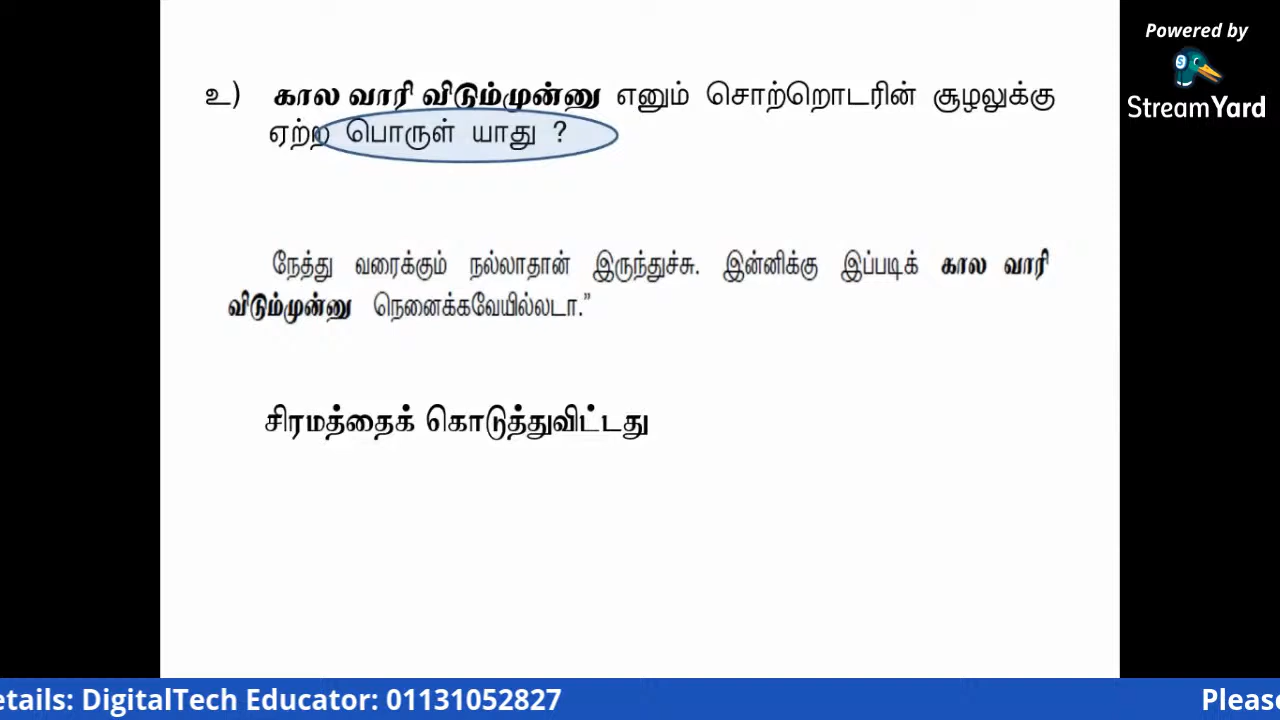 Powered by
StreamYard
உ) கால வாரி விடும்முன்னு எனும் சொற்றொடரின் சூழலுக்கு
ஏற்ற பொருள் யாது ?
நேத்து வரைக்கும் நல்லாதான் இருந்துச்சு. இன்னிக்கு இப்படிக் கால வாரி
விடும்முன்னு நெனைக்கவேயில்லடா.”
சிரமத்தைக் கொடுத்துவிட்டது
etails: DigitalTech Educator: 01131052827 Please